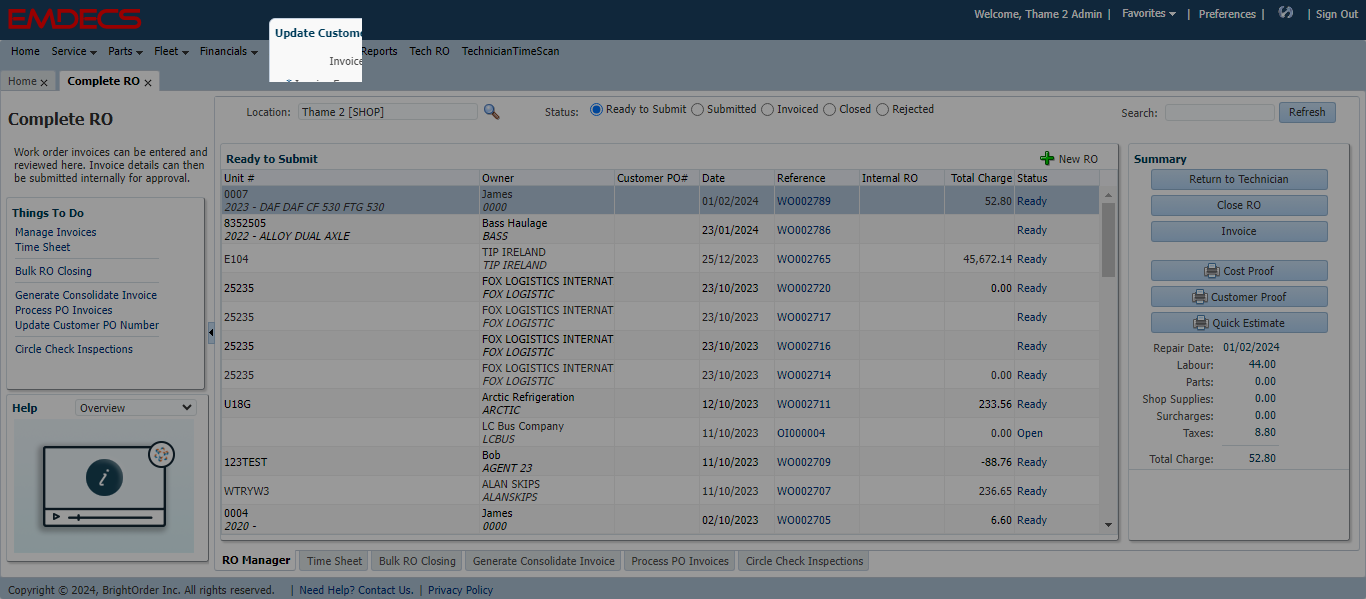 EMDECS
Welcome, Thame 2 Admin | Favorites | Preferences | | Sign Out
Home Service Parts Fleet Financials Reports Tech RO TechnicianTimeScan
Update Custome
Invoice
Home x Complete RO x
Complete RO
Work order invoices can be entered and
reviewed here. Invoice details can then
be submitted internally for approval.
Things To Do
Manage Invoices
Time Sheet
Bulk RO Closing
Generate Consolidate Invoice
Process PO Invoices
Update Customer PO Number
Circle Check Inspections
Help Overview
Location: Thame 2 [SHOP] Status: Ready to Submit Submitted Invoiced Closed Rejected Search: Refresh
Ready to Submit New RO
Unit # Owner Customer PO# Date Reference Internal RO Total Charge Status
0007 James 01/02/2024 WO002789 52.80 Ready
2023 - DAF DAF CF 530 FTG 530 0000
8352505 Bass Haulage 23/01/2024 WO002786 Ready
2022 - ALLOY DUAL AXLE BASS
E104 TIP IRELAND 25/12/2023 WO002765 45,672.14 Ready
TIP IRELAND
25235 FOX LOGISTICS INTERNAT 23/10/2023 WO002720 0.00 Ready
FOX LOGISTIC
25235 FOX LOGISTICS INTERNAT 23/10/2023 WO002717 Ready
FOX LOGISTIC
25235 FOX LOGISTICS INTERNAT 23/10/2023 WO002716 Ready
FOX LOGISTIC
25235 FOX LOGISTICS INTERNAT 23/10/2023 WO002714 0.00 Ready
FOX LOGISTIC
U18G Arctic Refrigeration 12/10/2023 WO002711 233.56 Ready
ARCTIC
LC Bus Company 11/10/2023 OI000004 0.00 Open
LCBUS
123TEST Bob 11/10/2023 WO002709 -88.76 Ready
AGENT 23
WTRYW3 ALAN SKIPS 11/10/2023 WO002707 236.65 Ready
ALANSKIPS
0004 James 02/10/2023 WO002705 6.60 Ready
2020 - 0000
Summary
Return to Technician
Close RO
Invoice
Cost Proof
Customer Proof
Quick Estimate
Repair Date: 01/02/2024
Labour: 44.00
Parts: 0.00
Shop Supplies: 0.00
Surcharges: 0.00
Taxes: 8.80
Total Charge: 52.80
RO Manager Time Sheet Bulk RO Closing Generate Consolidate Invoice Process PO Invoices Circle Check Inspections
Copyright © 2024, BrightOrder Inc. All rights reserved. | Need Help? Contact Us. | Privacy Policy